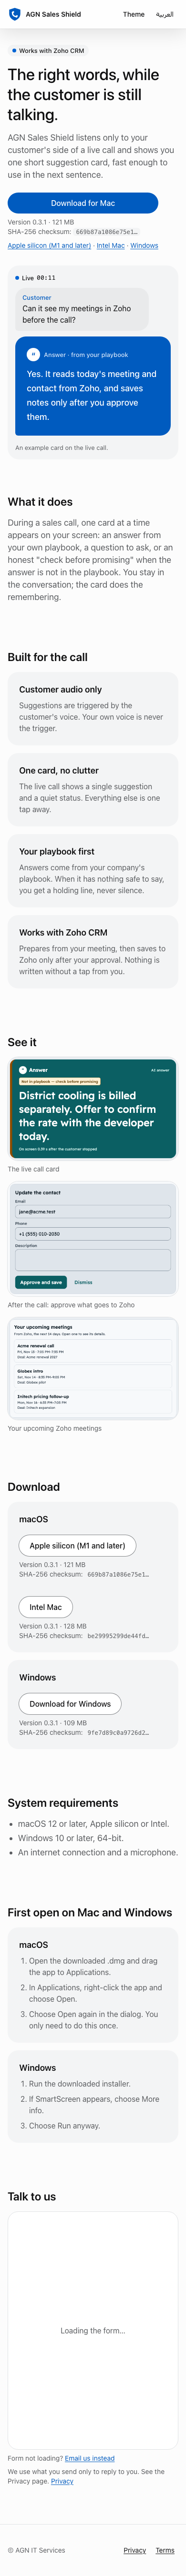 AGN Sales Shield
Theme
العربية
Works with Zoho CRM
The right words, while
the customer is still
talking.
AGN Sales Shield listens only to your
customer's side of a live call and shows you
one short suggestion card, fast enough to
use in the next sentence.
Download for Mac
Version 0.3.1 · 121 MB
SHA-256 checksum: 669b87a1086e75e1…
Apple silicon (M1 and later) · Intel Mac · Windows
Live 00:11
Customer
Can it see my meetings in Zoho
before the call?
Answer · from your playbook
Yes. It reads today's meeting and
contact from Zoho, and saves
notes only after you approve
them.
An example card on the live call.
What it does
During a sales call, one card at a time
appears on your screen: an answer from
your own playbook, a question to ask, or an
honest "check before promising" when the
answer is not in the playbook. You stay in
the conversation; the card does the
remembering.
Built for the call
Customer audio only
Suggestions are triggered by the
customer's voice. Your own voice is never
the trigger.
One card, no clutter
The live call shows a single suggestion
and a quiet status. Everything else is one
tap away.
Your playbook first
Answers come from your company's
playbook. When it has nothing safe to say,
you get a holding line, never silence.
Works with Zoho CRM
Prepares from your meeting, then saves to
Zoho only after your approval. Nothing is
written without a tap from you.
See it
Answer
Not in playbook — check before promising
District cooling is billed
separately. Offer to confirm
the rate with the developer
today.
The live call card
Update the contact
Email
jane@acme.test
Phone
+1 (555) 010-2030
Description
Approve and save
Dismiss
After the call: approve what goes to Zoho
Your upcoming meetings
From Zoho, the next 14 days. Open one to see its details.
Acme renewal call
Deal: Acme renewal 2027
Globex intro
Initech pricing follow-up
Your upcoming Zoho meetings
Download
macOS
Apple silicon (M1 and later)
Version 0.3.1 · 121 MB
SHA-256 checksum: 669b87a1086e75e1…
Intel Mac
Version 0.3.1 · 128 MB
SHA-256 checksum: be29995299de44fd…
Windows
Download for Windows
Version 0.3.1 · 109 MB
SHA-256 checksum: 9fe7d89c0a9726d2…
System requirements
• macOS 12 or later, Apple silicon or Intel.
• Windows 10 or later, 64-bit.
• An internet connection and a microphone.
First open on Mac and Windows
macOS
1. Open the downloaded .dmg and drag
the app to Applications.
2. In Applications, right-click the app and
choose Open.
3. Choose Open again in the dialog. You
only need to do this once.
Windows
1. Run the downloaded installer.
2. If SmartScreen appears, choose More
info.
3. Choose Run anyway.
Talk to us
Loading the form…
Form not loading? Email us instead
We use what you send only to reply to you. See the
Privacy page. Privacy
© AGN IT Services
Privacy
Terms